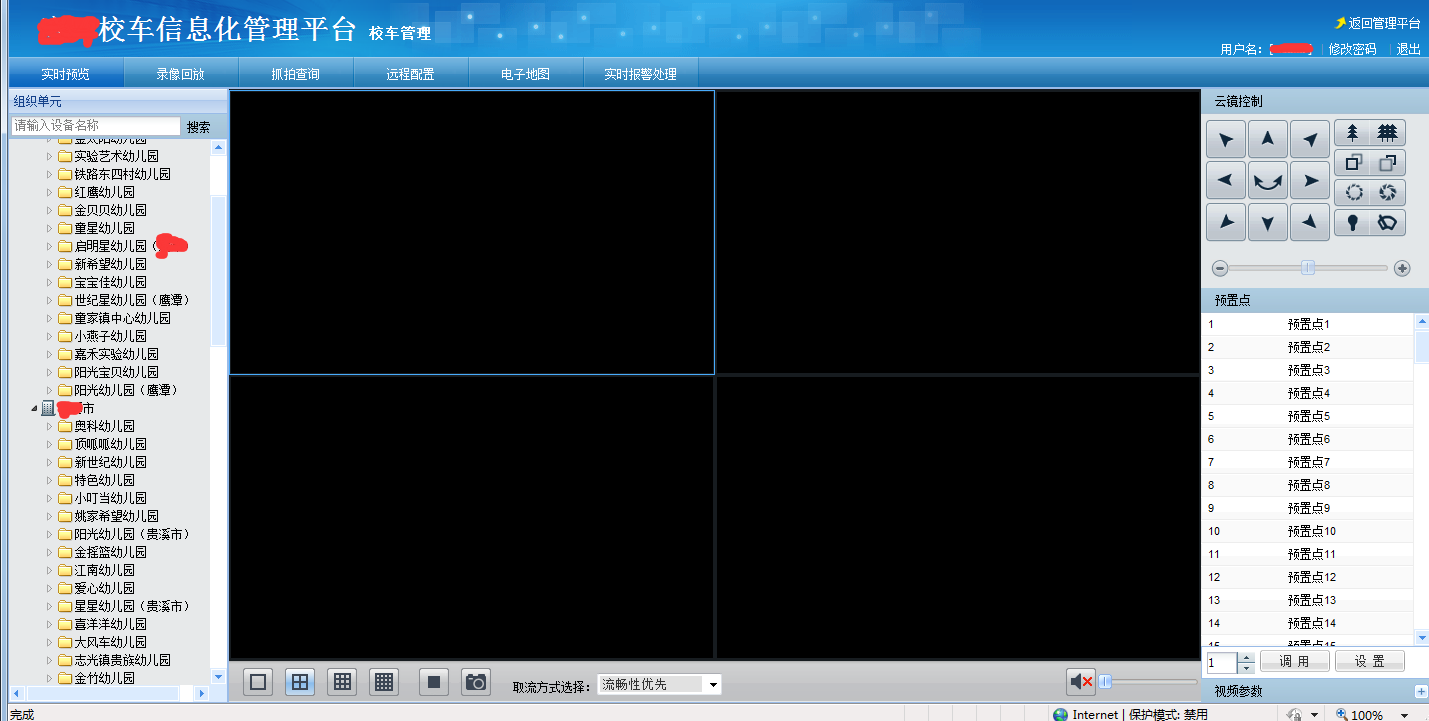 校车信息化管理平台 校车管理
返回管理平台
用户名: | 修改密码 | 退出
实时预览 录像回放 抓拍查询 远程配置 电子地图 实时报警处理
组织单元
请输入设备名称 搜索
金太阳幼儿园
实验艺术幼儿园
铁路东四村幼儿园
红鹰幼儿园
金贝贝幼儿园
童星幼儿园
启明星幼儿园（
新希望幼儿园
宝宝佳幼儿园
世纪星幼儿园（鹰潭）
童家镇中心幼儿园
小燕子幼儿园
嘉禾实验幼儿园
阳光宝贝幼儿园
阳光幼儿园（鹰潭）
市
奥科幼儿园
顶呱呱幼儿园
新世纪幼儿园
特色幼儿园
小叮当幼儿园
姚家希望幼儿园
阳光幼儿园（贵溪市）
金摇篮幼儿园
江南幼儿园
爱心幼儿园
星星幼儿园（贵溪市）
喜洋洋幼儿园
大风车幼儿园
志光镇贵族幼儿园
金竹幼儿园
取流方式选择: 流畅性优先
云镜控制
预置点
1 预置点1
2 预置点2
3 预置点3
4 预置点4
5 预置点5
6 预置点6
7 预置点7
8 预置点8
9 预置点9
10 预置点10
11 预置点11
12 预置点12
13 预置点13
14 预置点14
15 预置点15
1 调用 设置
视频参数
完成
Internet | 保护模式: 禁用
100%